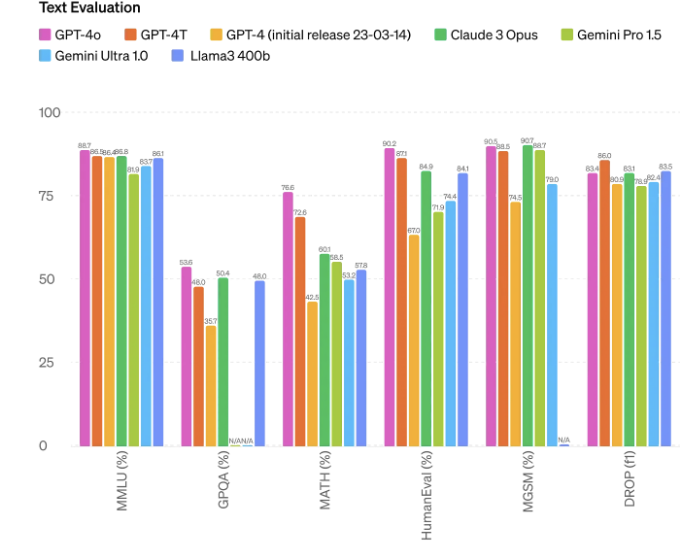 Text Evaluation
GPT-4o GPT-4T GPT-4 (initial release 23-03-14) Claude 3 Opus Gemini Pro 1.5
Gemini Ultra 1.0 Llama3 400b
100
75
50
25
0
88.7 86.5 86.4 86.8 81.9 83.7 86.1
53.6 48.0 35.7 50.4 N/A N/A 48.0
76.6 72.6 42.5 60.1 58.5 53.2 57.8
90.2 87.1 67.0 84.9 71.9 74.4 84.1
90.5 88.5 74.5 90.7 88.7 79.0 N/A
83.4 86.0 80.9 83.1 78.9 82.4 83.5
MMLU (%)
GPQA (%)
MATH (%)
HumanEval (%)
MGSM (%)
DROP (f1)